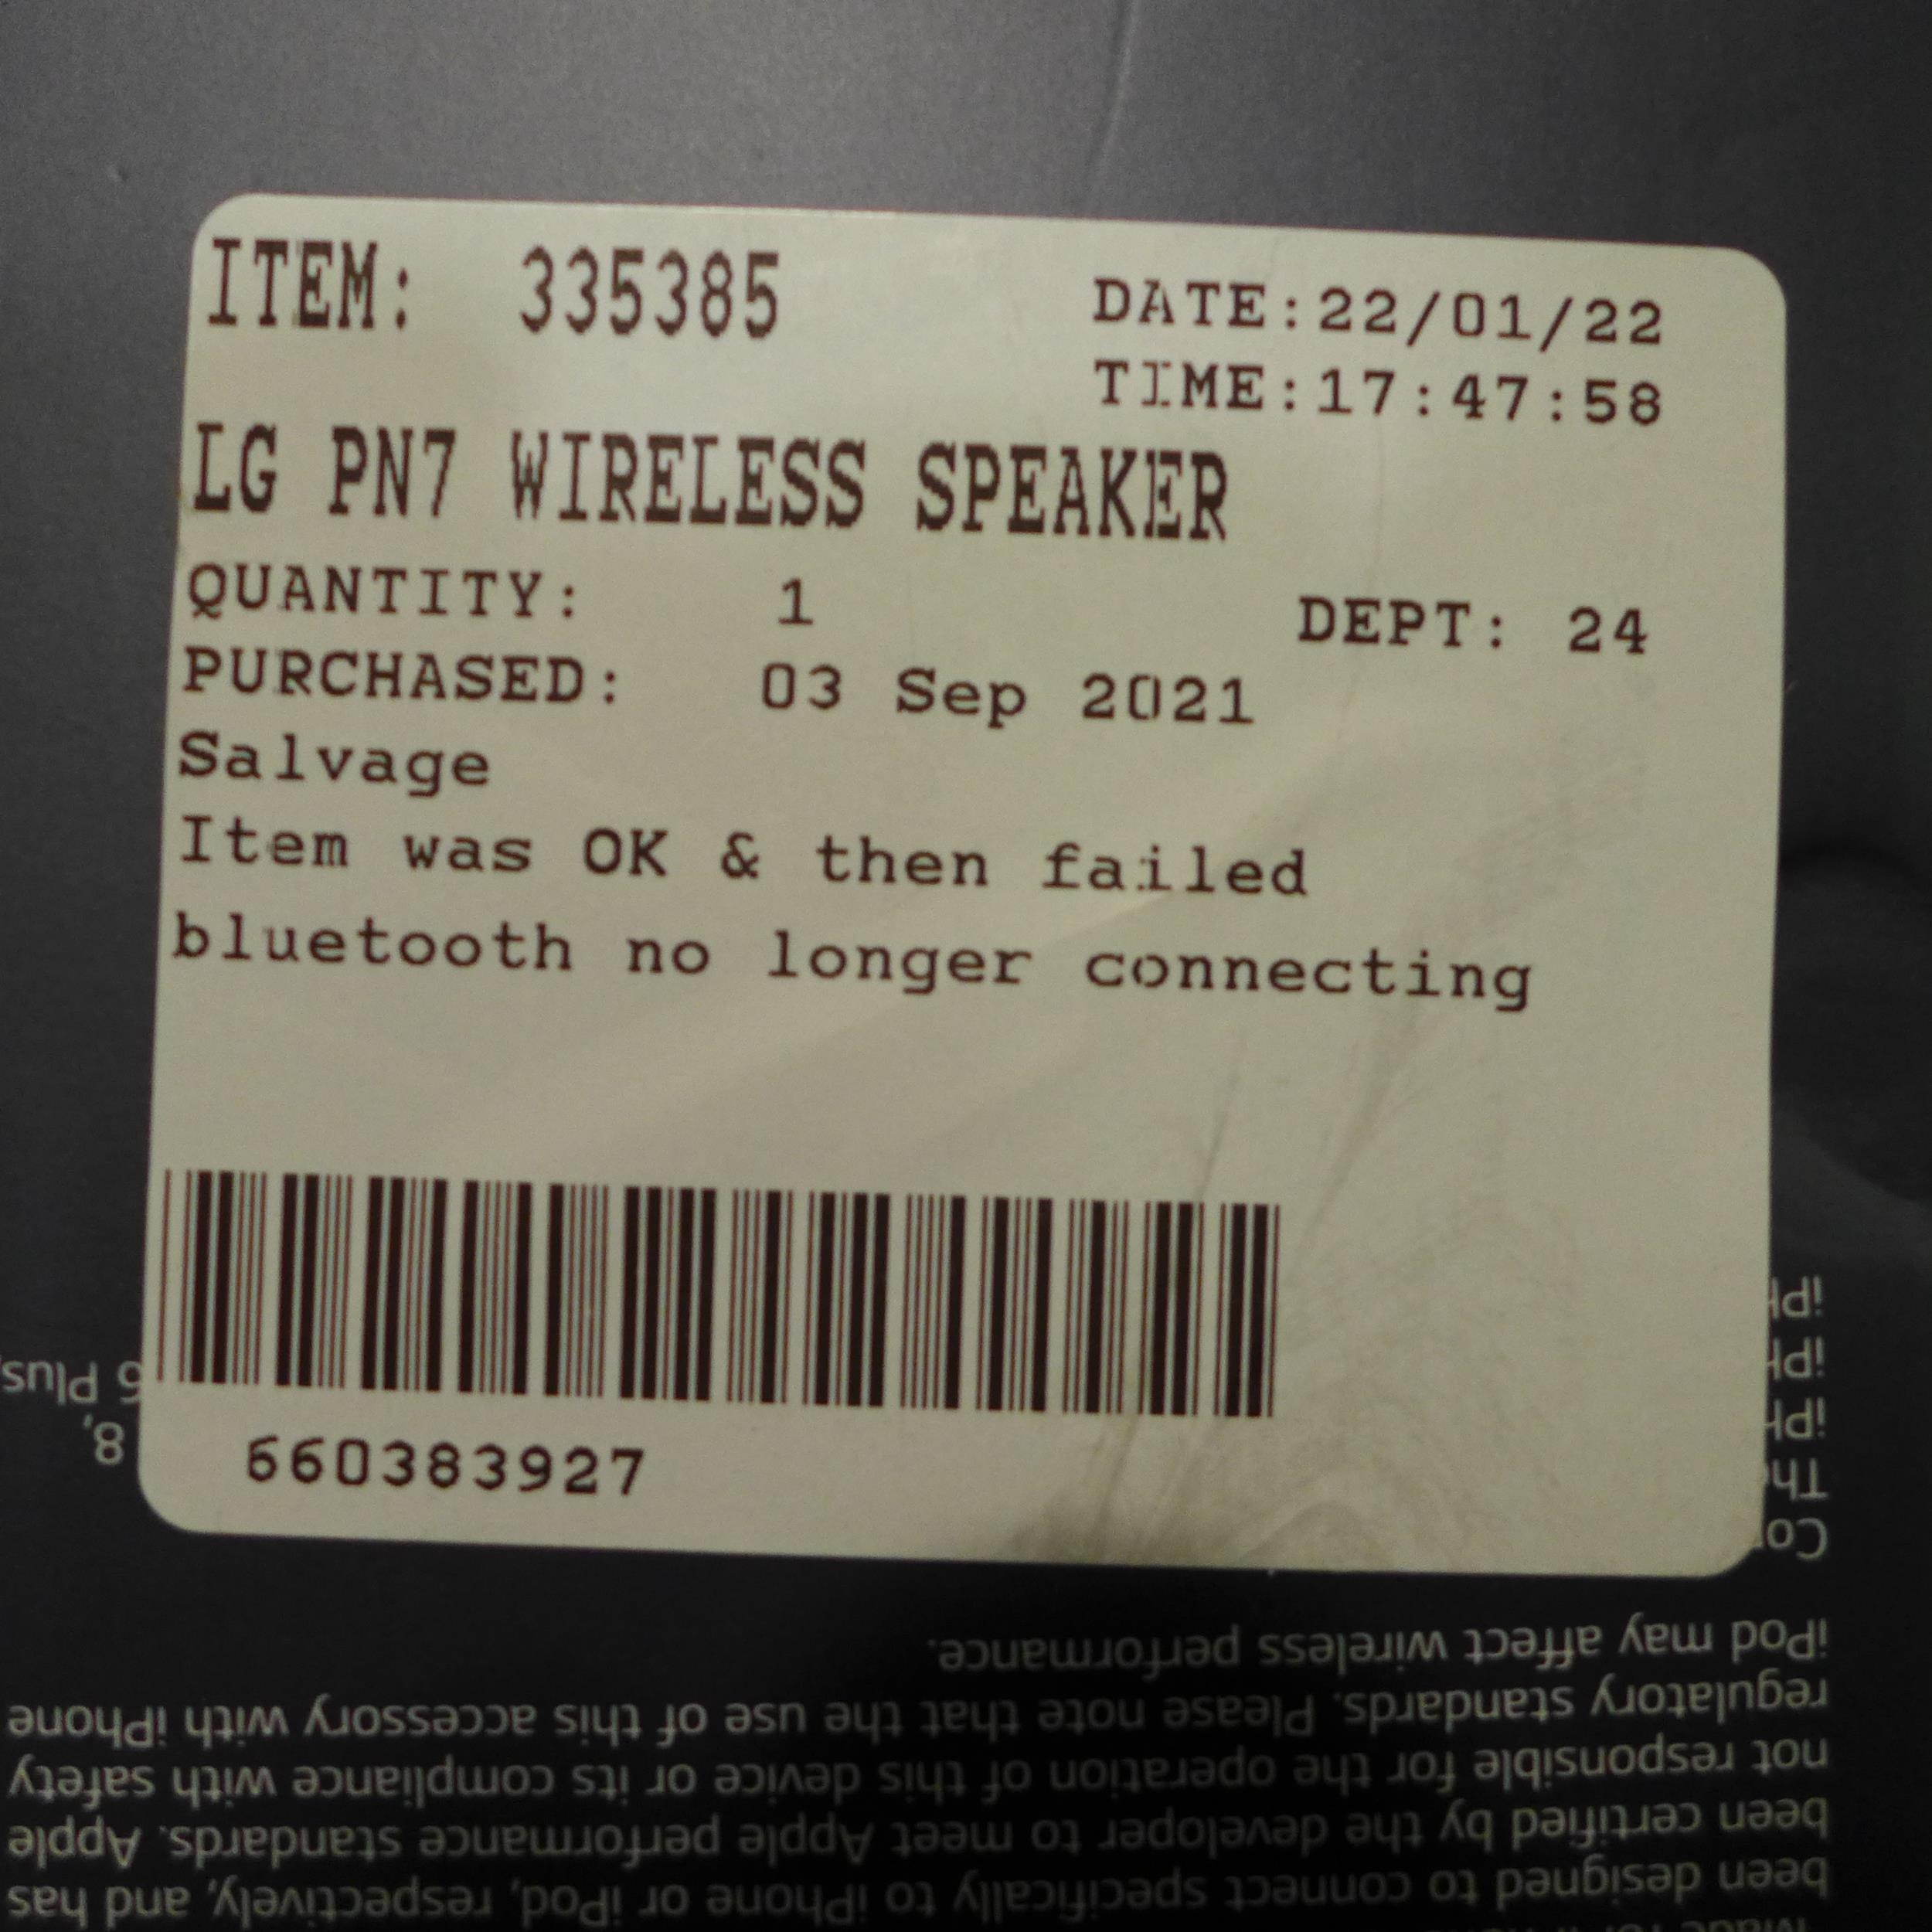 ITEM: 335385
DATE:22/01/22
TIME:17:47:58
LG PN7 WIRELESS SPEAKER
QUANTITY: 1
DEPT: 24
PURCHASED: 03 Sep 2021
Salvage
Item was OK & then failed
bluetooth no longer connecting
660383927
been designed to connect specifically to iPhone or iPod, respectively, and has
been certified by the developer to meet Apple performance standards. Apple
not responsible for the operation of this device or its compliance with safety
regulatory standards. Please note that the use of this accessory with iPhone
iPod may affect wireless performance.
8,
6 Plus,